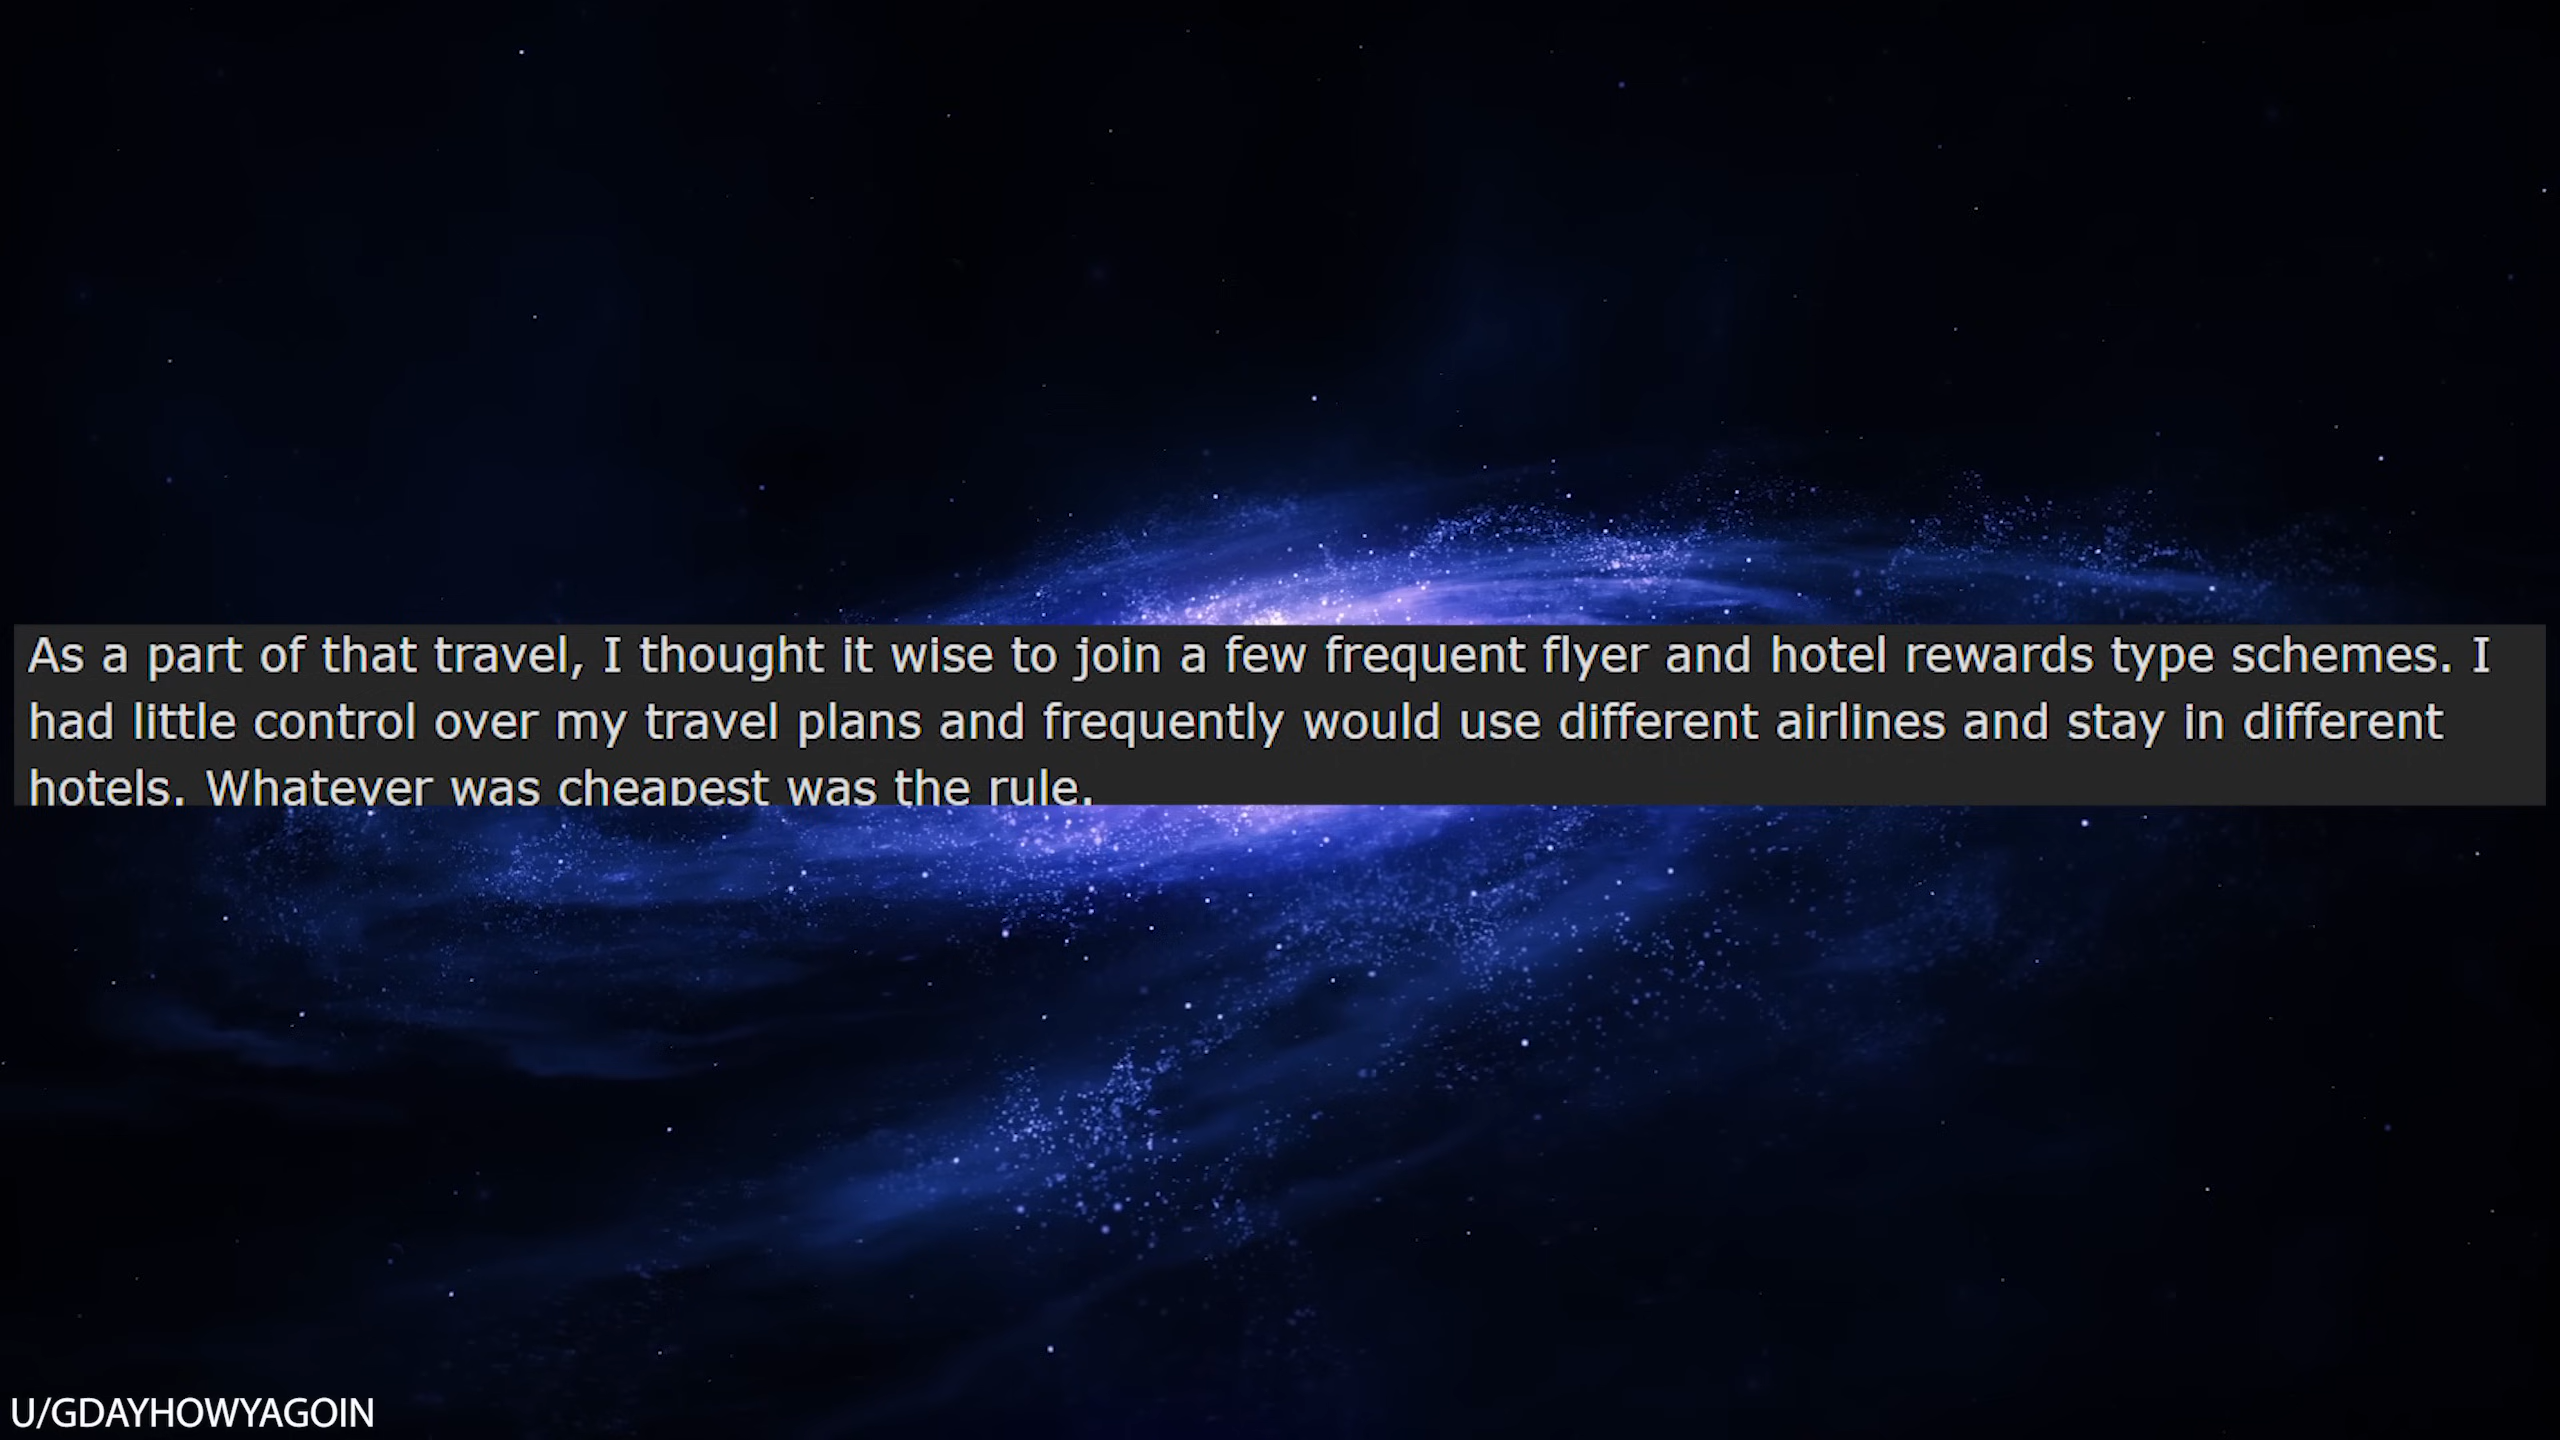 As a part of that travel, I thought it wise to join a few frequent flyer and hotel rewards type schemes. I
had little control over my travel plans and frequently would use different airlines and stay in different
hotels. Whatever was cheapest was the rule.
U/GDAYHOWYAGOIN